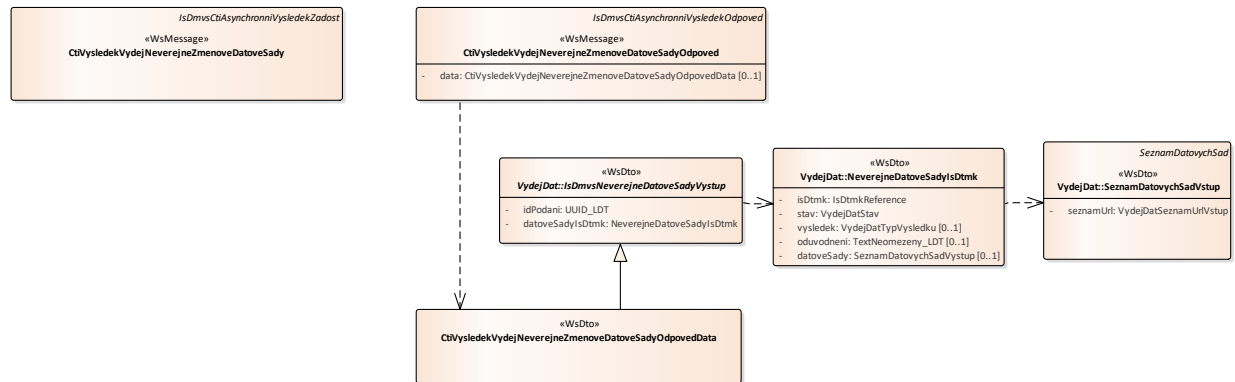 IsDmvsCtiAsynchronniVysledekZadost
«WsMessage»
CtiVysledekVydejNeverejneZmenoveDatoveSady
IsDmvsCtiAsynchronniVysledekOdpoved
«WsMessage»
CtiVysledekVydejNeverejneZmenoveDatoveSadyOdpoved
- data: CtiVysledekVydejNeverejneZmenoveDatoveSadyOdpovedData [0..1]
«WsDto»
VydejDat::IsDmvsNeverejneDatoveSadyVystup
- idPodani: UUID_LDT
- datoveSadyIsDtmk: NeverejneDatoveSadyIsDtmk
«WsDto»
VydejDat::NeverejneDatoveSadyIsDtmk
- isDtmk: IsDtmkReference
- stav: VydejDatStav
- vysledek: VydejDatTypVysledku [0..1]
- oduvodneni: TextNeomezeny_LDT [0..1]
- datoveSady: SeznamDatovychSadVystup [0..1]
SeznamDatovychSad
«WsDto»
VydejDat::SeznamDatovychSadVstup
- seznamUrl: VydejDatSeznamUrlVstup
«WsDto»
CtiVysledekVydejNeverejneZmenoveDatoveSadyOdpovedData